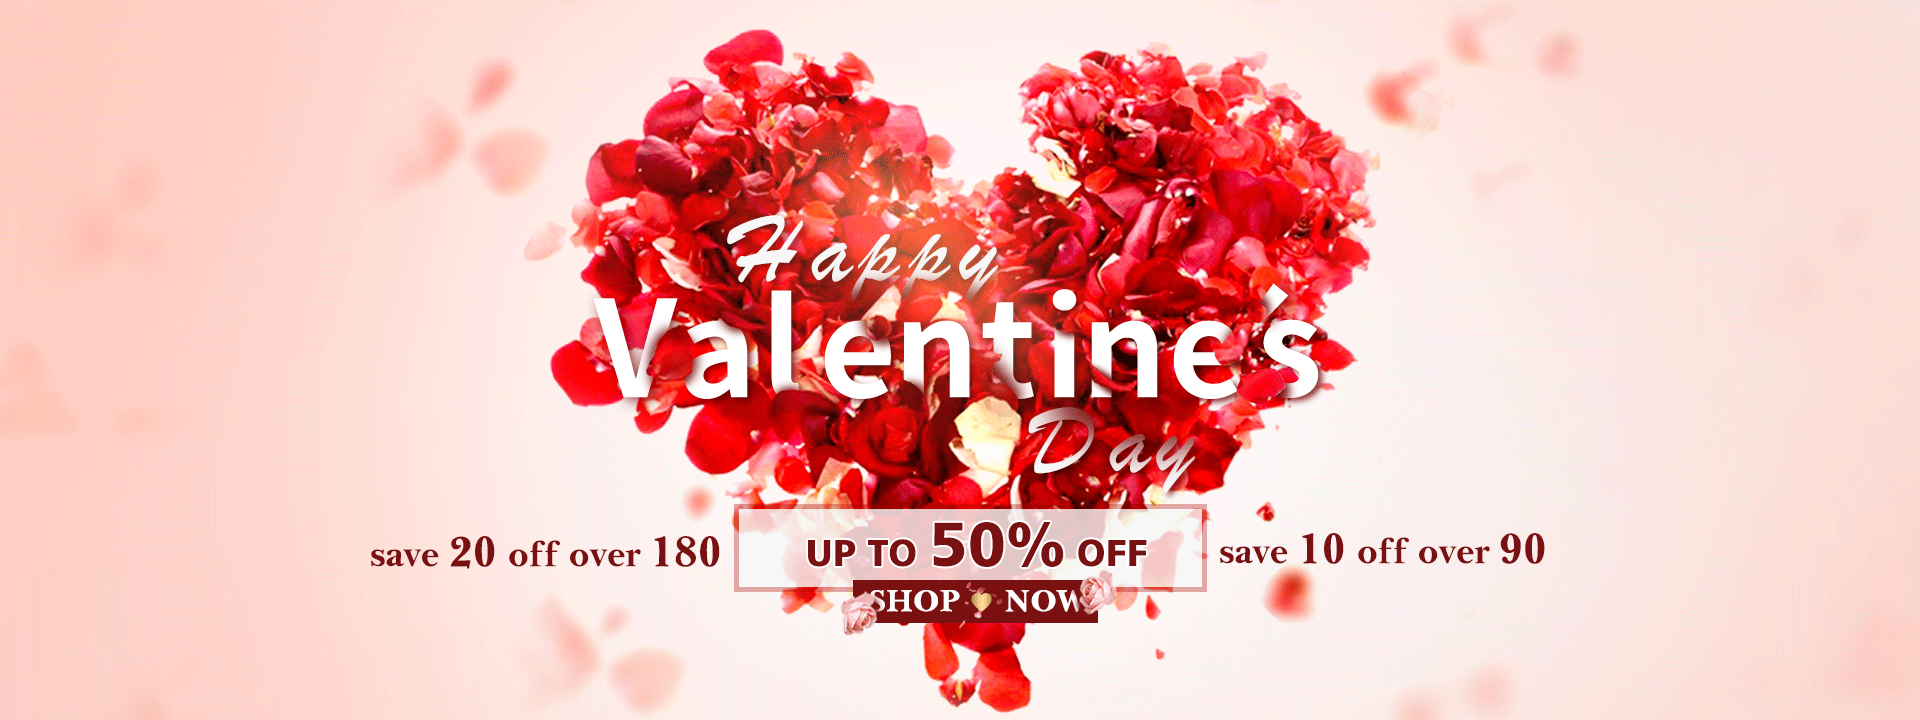 Happy
Valentine's
Day
save 20 off over 180
UP TO 50% OFF
save 10 off over 90
SHOP NOW